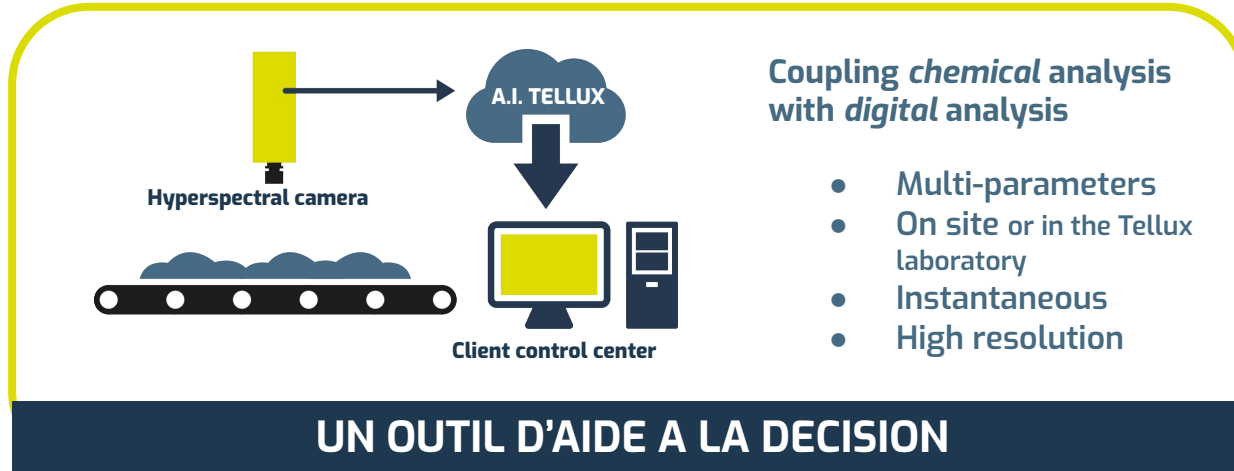 A.I. TELLUX
Hyperspectral camera
Client control center
Coupling chemical analysis
with digital analysis
● Multi-parameters
● On site or in the Tellux
laboratory
● Instantaneous
● High resolution
UN OUTIL D'AIDE A LA DECISION